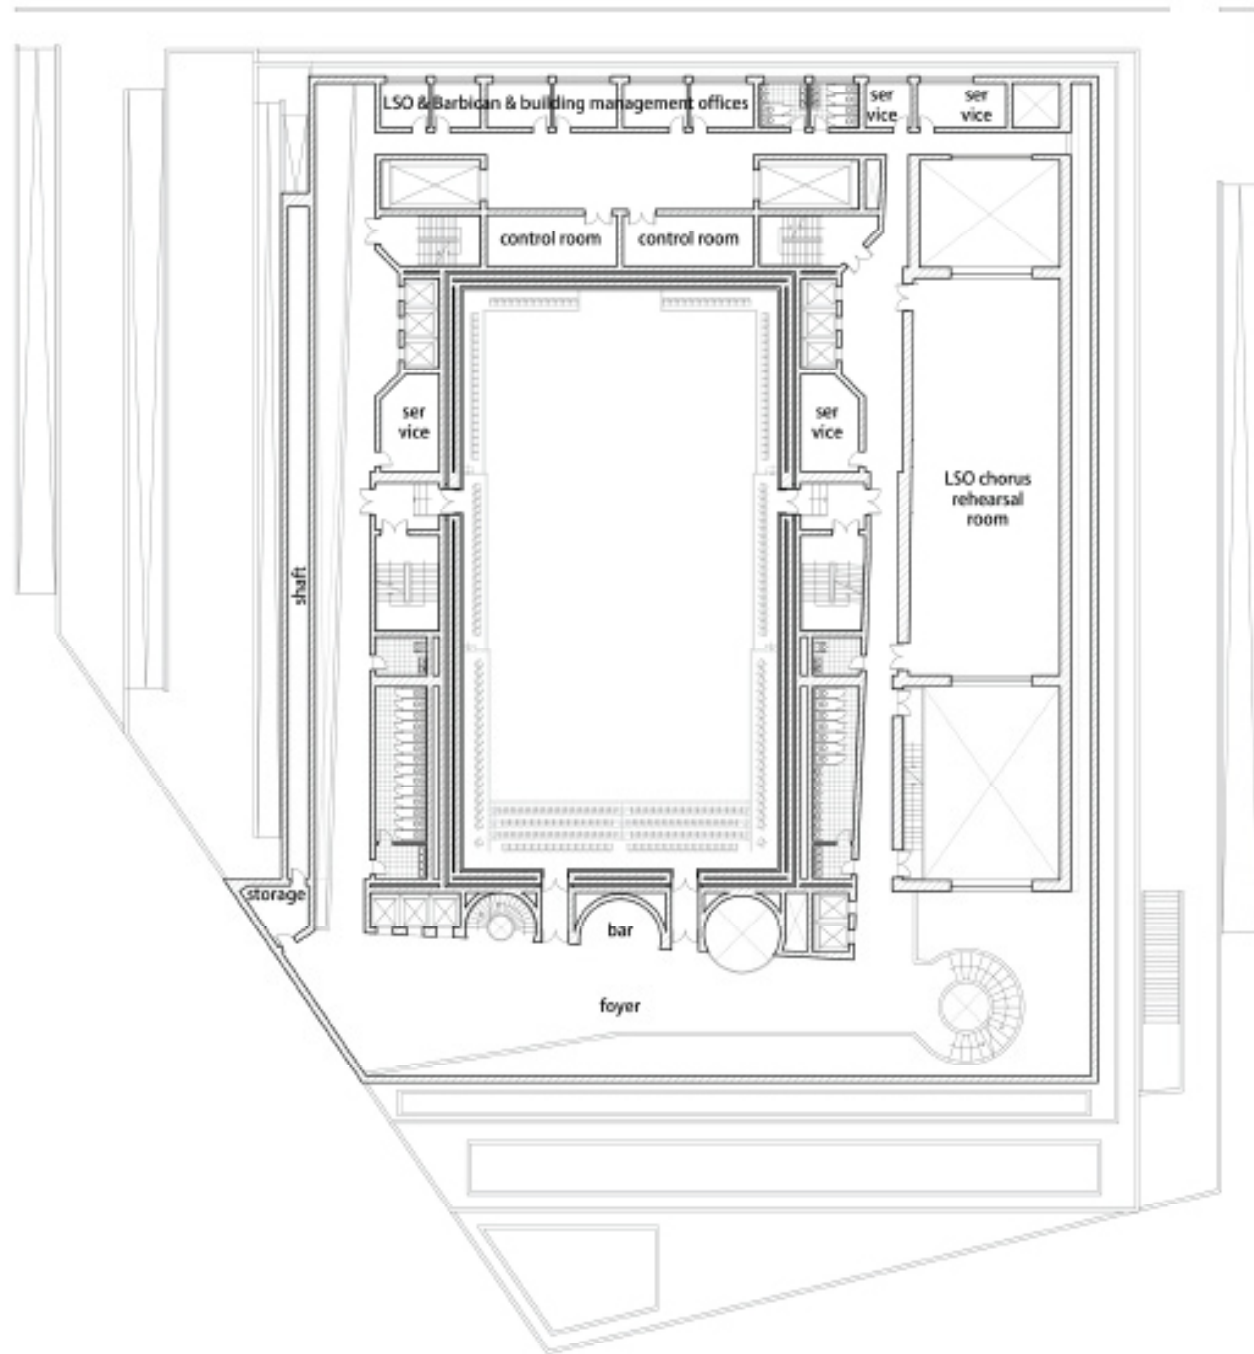 LSO & Barbican & building management offices
ser
vice
ser
vice
control room
control room
ser
vice
ser
vice
LSO chorus
rehearsal
room
shaft
storage
bar
foyer